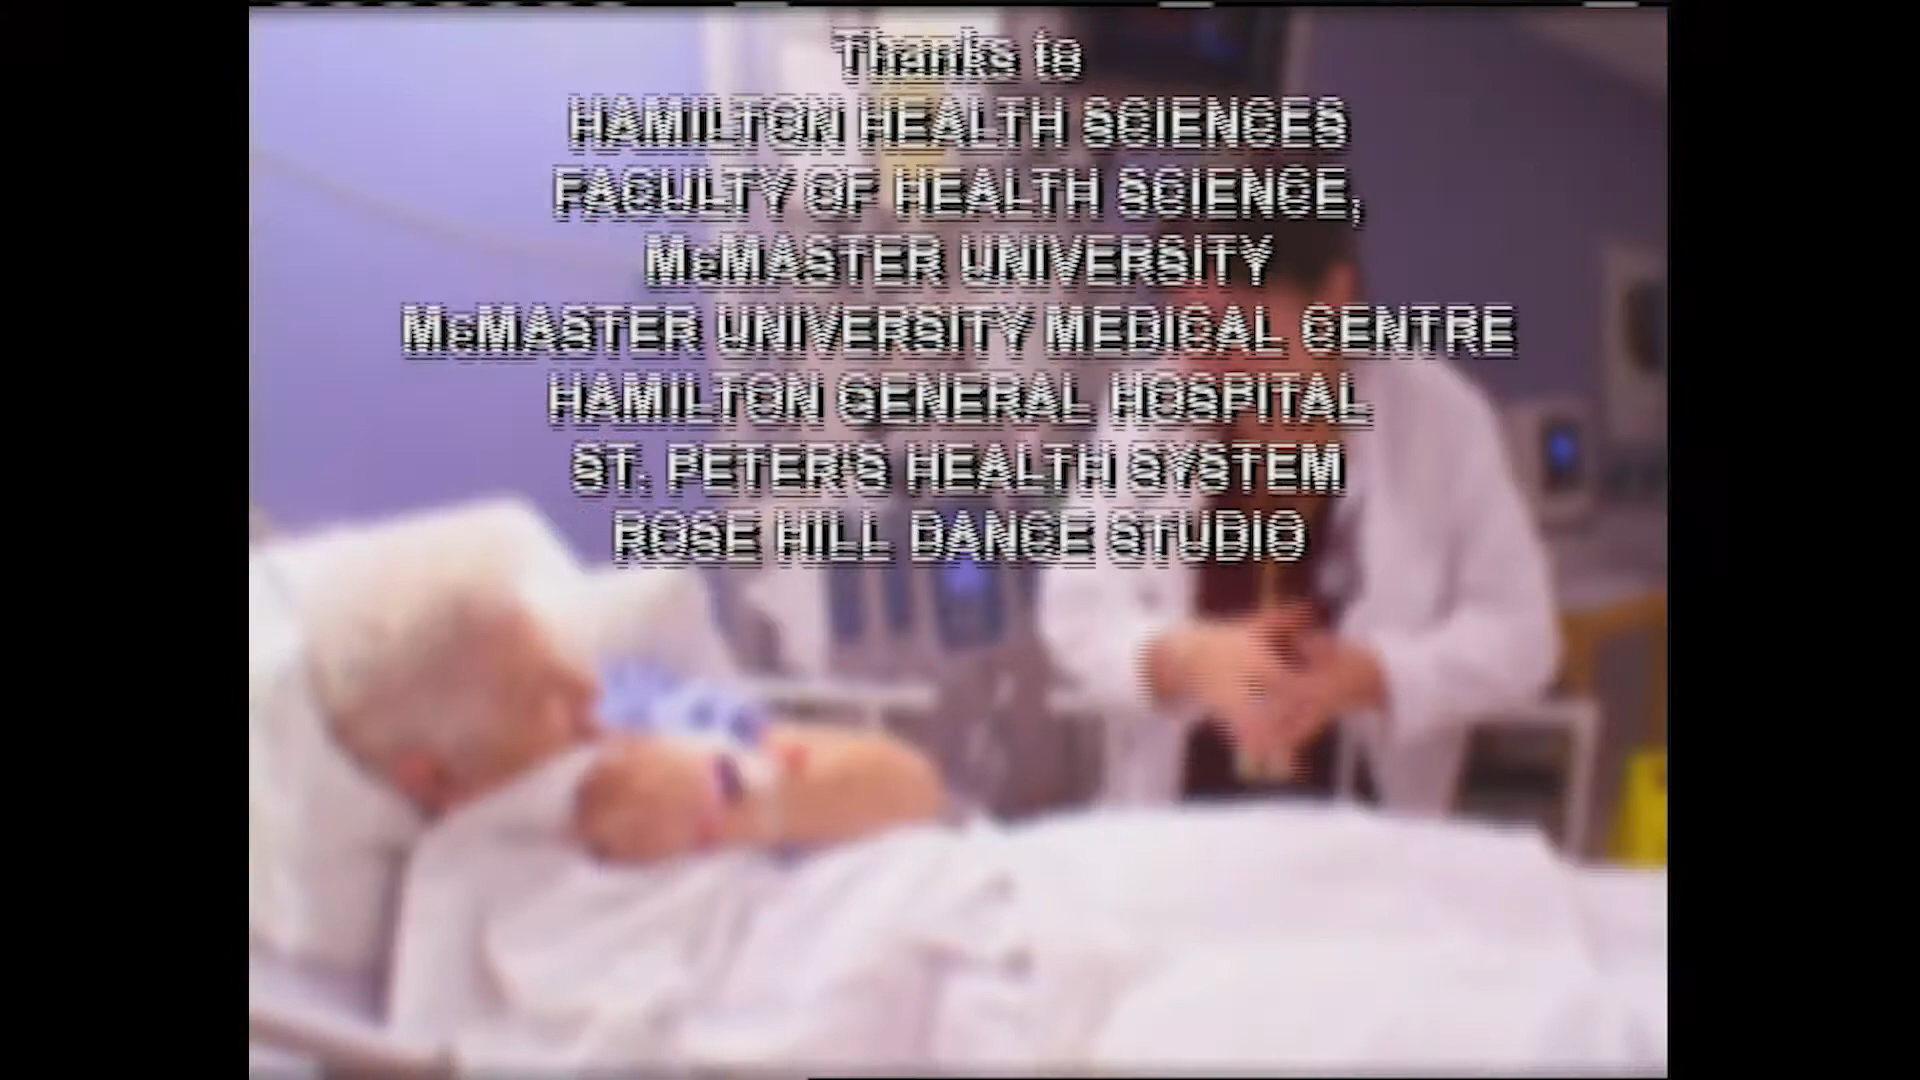 Thanks to
HAMILTON HEALTH SCIENCES
FACULTY OF HEALTH SCIENCE,
McMASTER UNIVERSITY
McMASTER UNIVERSITY MEDICAL CENTRE
HAMILTON GENERAL HOSPITAL
ST. PETER'S HEALTH SYSTEM
ROSE HILL DANCE STUDIO